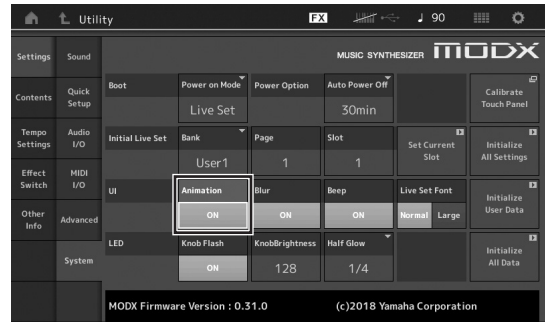 Utility
FX
♩ 90
MUSIC SYNTHESIZER MODX
Settings
Contents
Tempo
Settings
Effect
Switch
Other
Info
Sound
Quick
Setup
Audio
I/O
MIDI
I/O
Advanced
System
Boot
Power on Mode
Live Set
Power Option
Auto Power Off
30min
Calibrate
Touch Panel
Initial Live Set
Bank
User1
Page
1
Slot
1
Set Current
Slot
Initialize
All Settings
UI
Animation
ON
Blur
ON
Beep
ON
Live Set Font
Normal Large
Initialize
User Data
LED
Knob Flash
ON
KnobBrightness
128
Half Glow
1/4
Initialize
All Data
MODX Firmware Version : 0.31.0 (c)2018 Yamaha Corporation